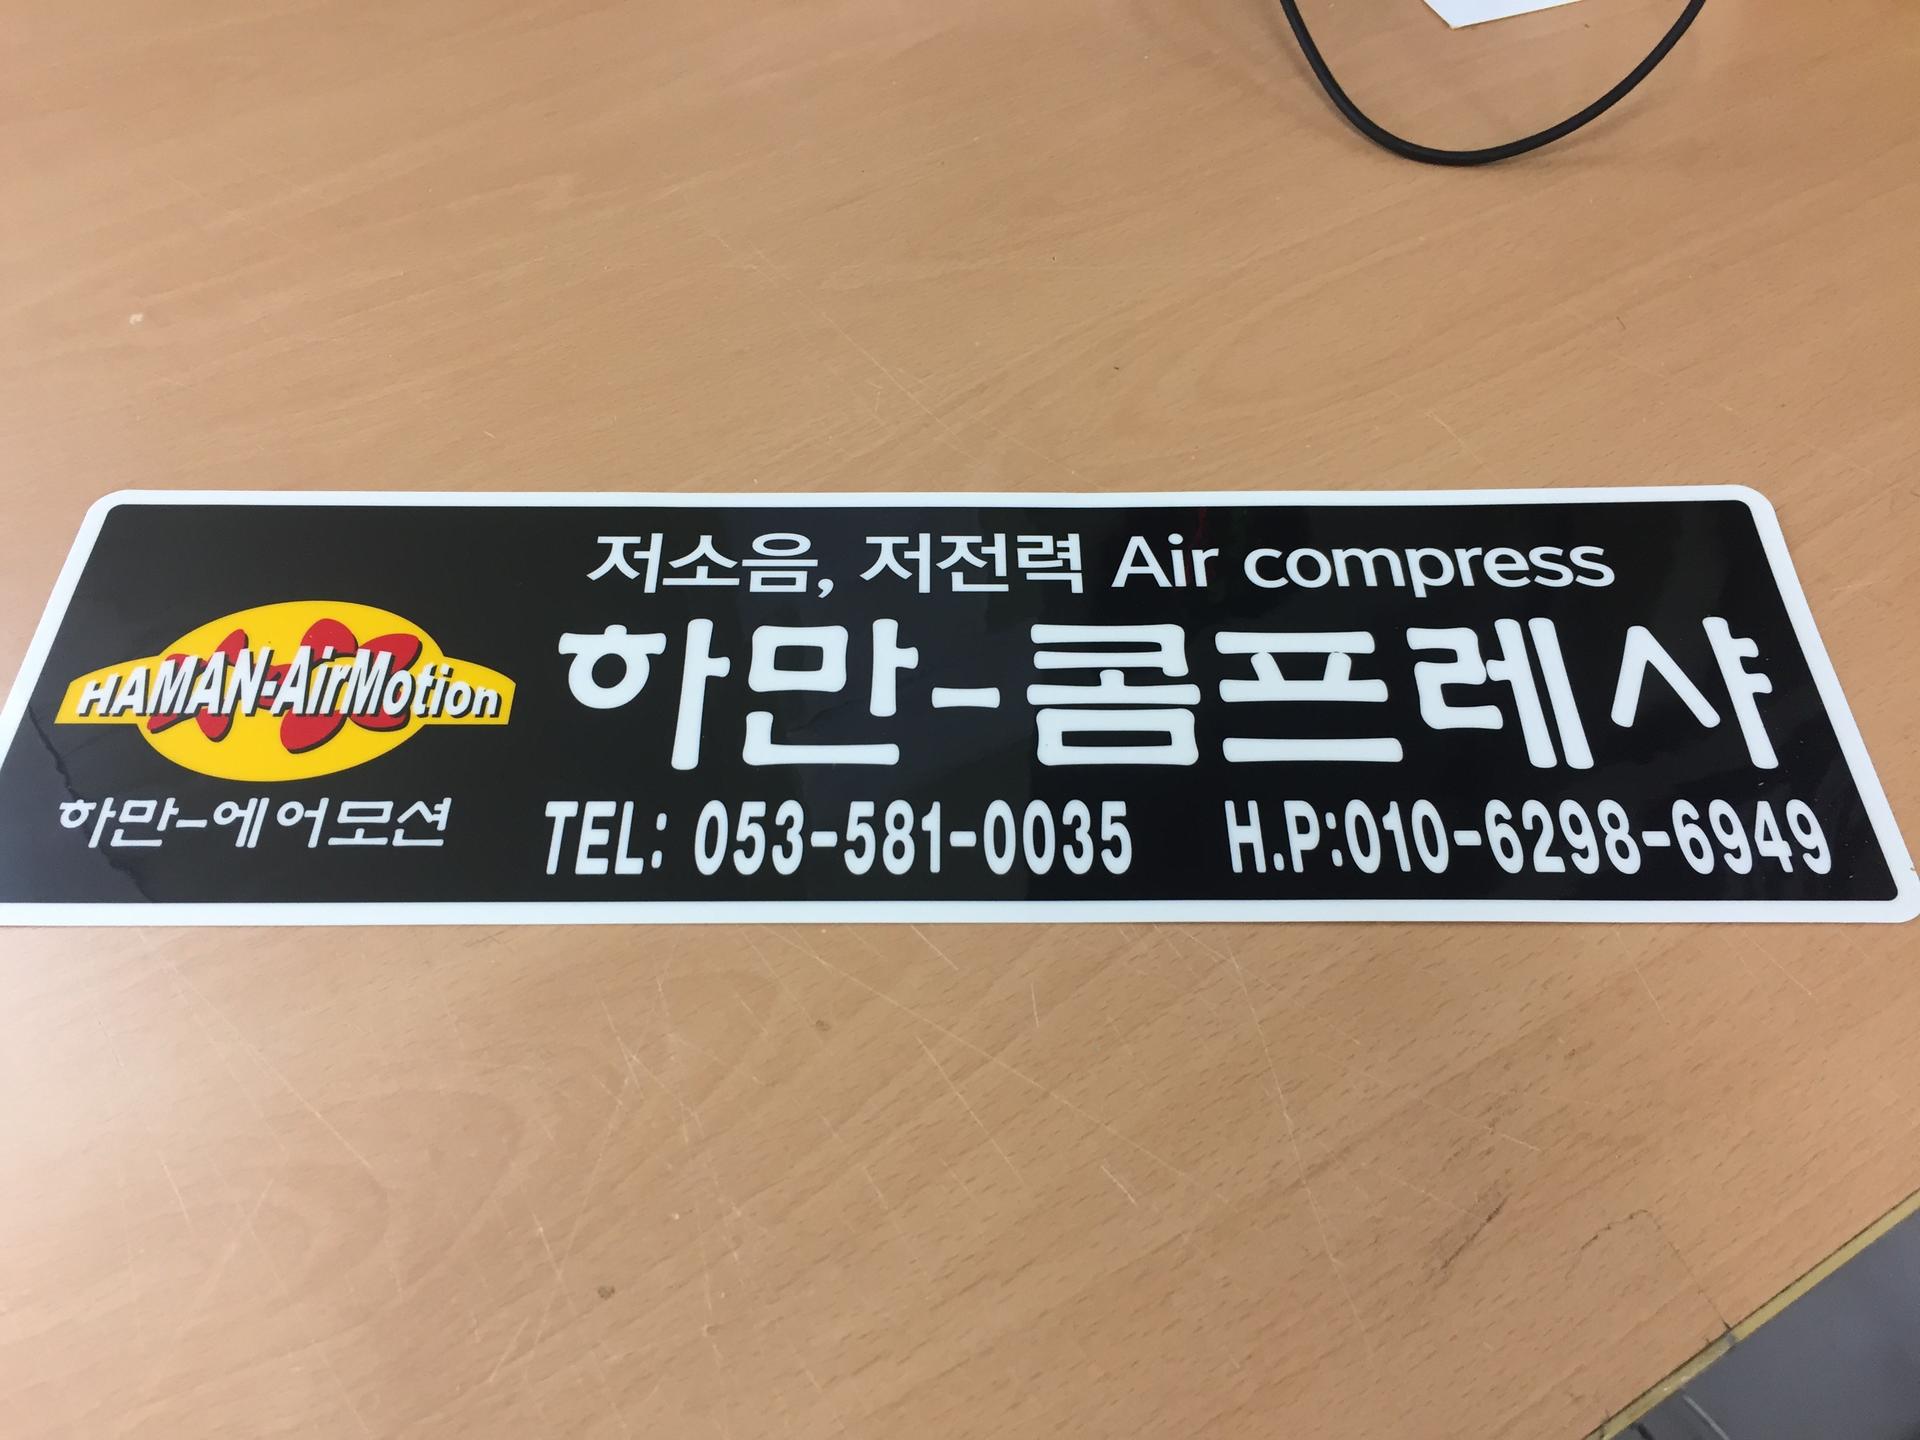 저소음, 저전력 Air compress
HAMAN-AirMotion
하만-콤프레샤
하만-에어모션
TEL: 053-581-0035 H.P:010-6298-6949